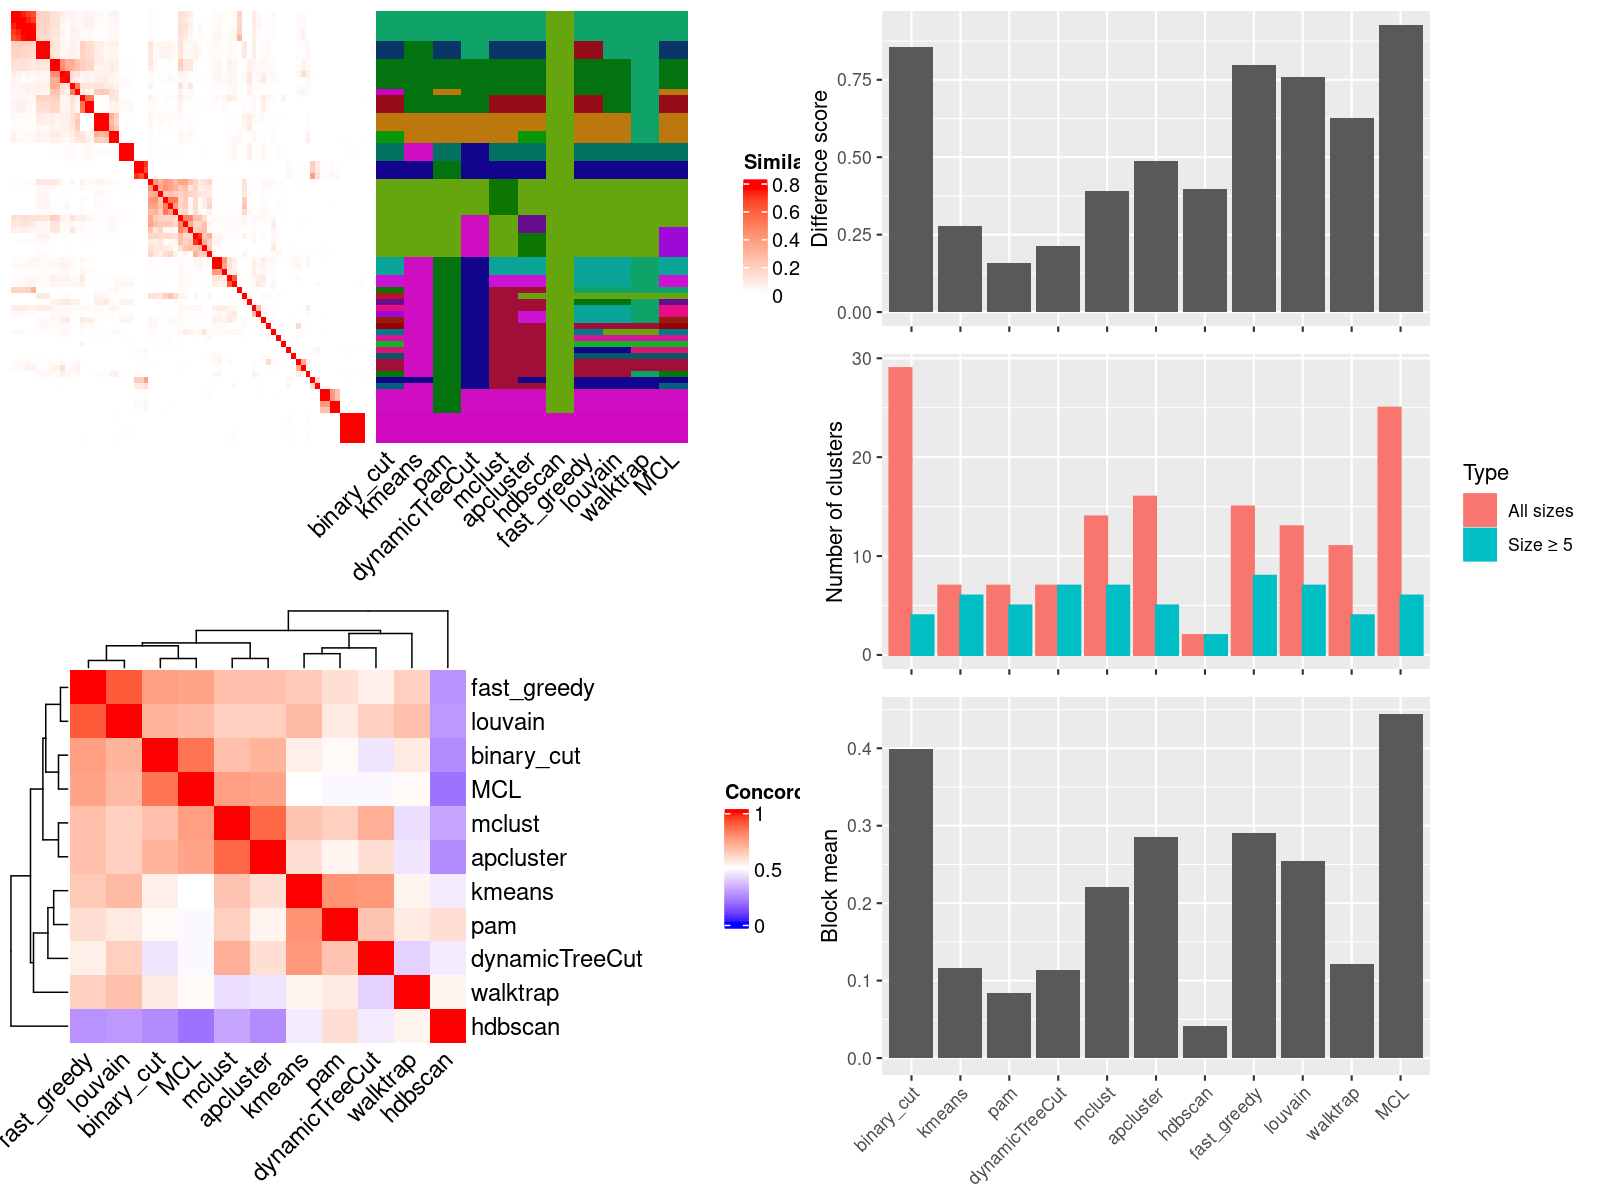 Simila
0.8
0.6
0.4
0.2
0
binary_cut
kmeans
pam
dynamicTreeCut
mclust
apcluster
hdbscan
fast_greedy
louvain
walktrap
MCL
Difference score
0.75
0.50
0.25
0.00
Number of clusters
30
20
10
0
Type
All sizes
Size ≥ 5
fast_greedy
louvain
binary_cut
MCL
mclust
apcluster
kmeans
pam
dynamicTreeCut
walktrap
hdbscan
fast_greedy
louvain
binary_cut
MCL
mclust
apcluster
kmeans
pam
dynamicTreeCut
walktrap
hdbscan
Concord
1
0.5
0
Block mean
0.4
0.3
0.2
0.1
0.0
binary_cut
kmeans
pam
dynamicTreeCut
mclust
apcluster
hdbscan
fast_greedy
louvain
walktrap
MCL